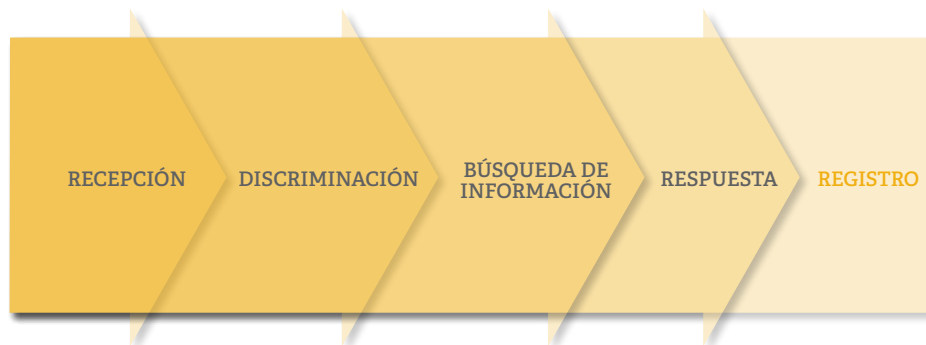 RECEPCIÓN
DISCRIMINACIÓN
BÚSQUEDA DE
INFORMACIÓN
RESPUESTA
REGISTRO